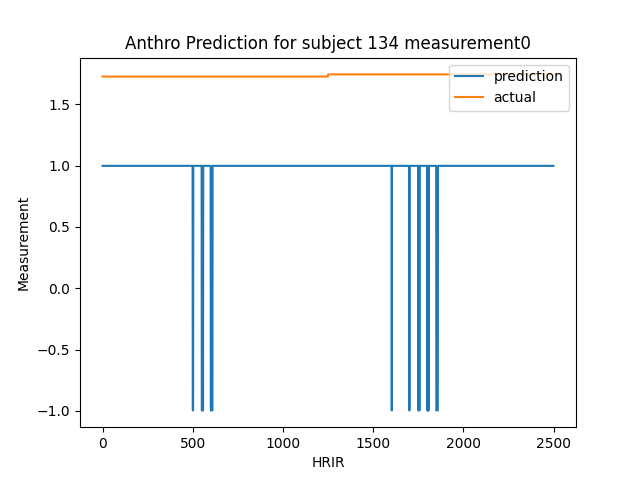 Anthro Prediction for subject 134 measurement0
prediction
actual
Measurement
1.5
1.0
0.5
0.0
−0.5
−1.0
0 500 1000 1500 2000 2500
HRIR